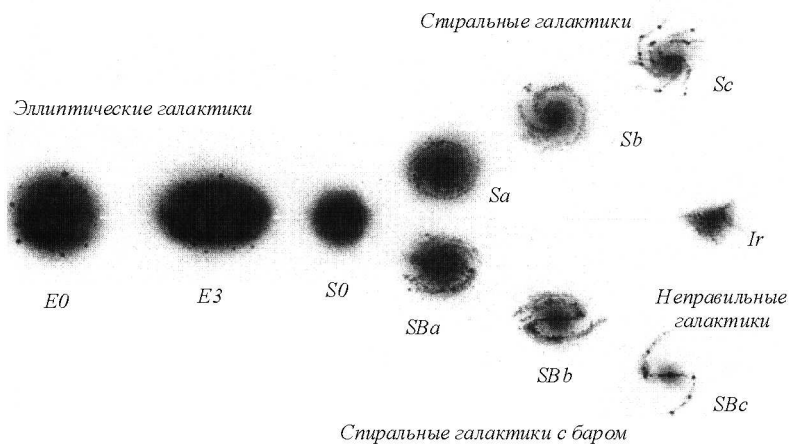 Спиральные галактики
Sc
Эллиптические галактики
Sb
Sa
Ir
E0
E3
S0
SBa
Неправильные
галактики
SBb
SBc
Спиральные галактики с баром